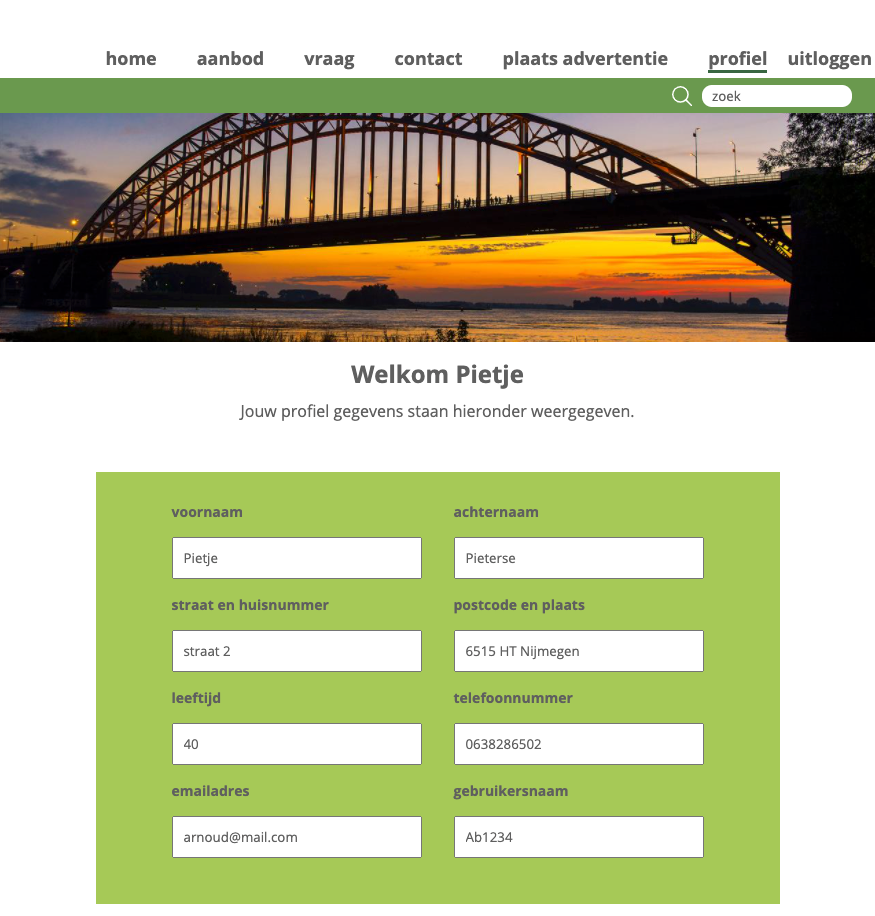 home aanbod vraag contact plaats advertentie profiel uitloggen
zoek
Welkom Pietje
Jouw profiel gegevens staan hieronder weergegeven.
voornaam achternaam
Pietje Pieterse
straat en huisnummer postcode en plaats
straat 2 6515 HT Nijmegen
leeftijd telefoonnummer
40 0638286502
emailadres gebruikersnaam
arnoud@mail.com Ab1234